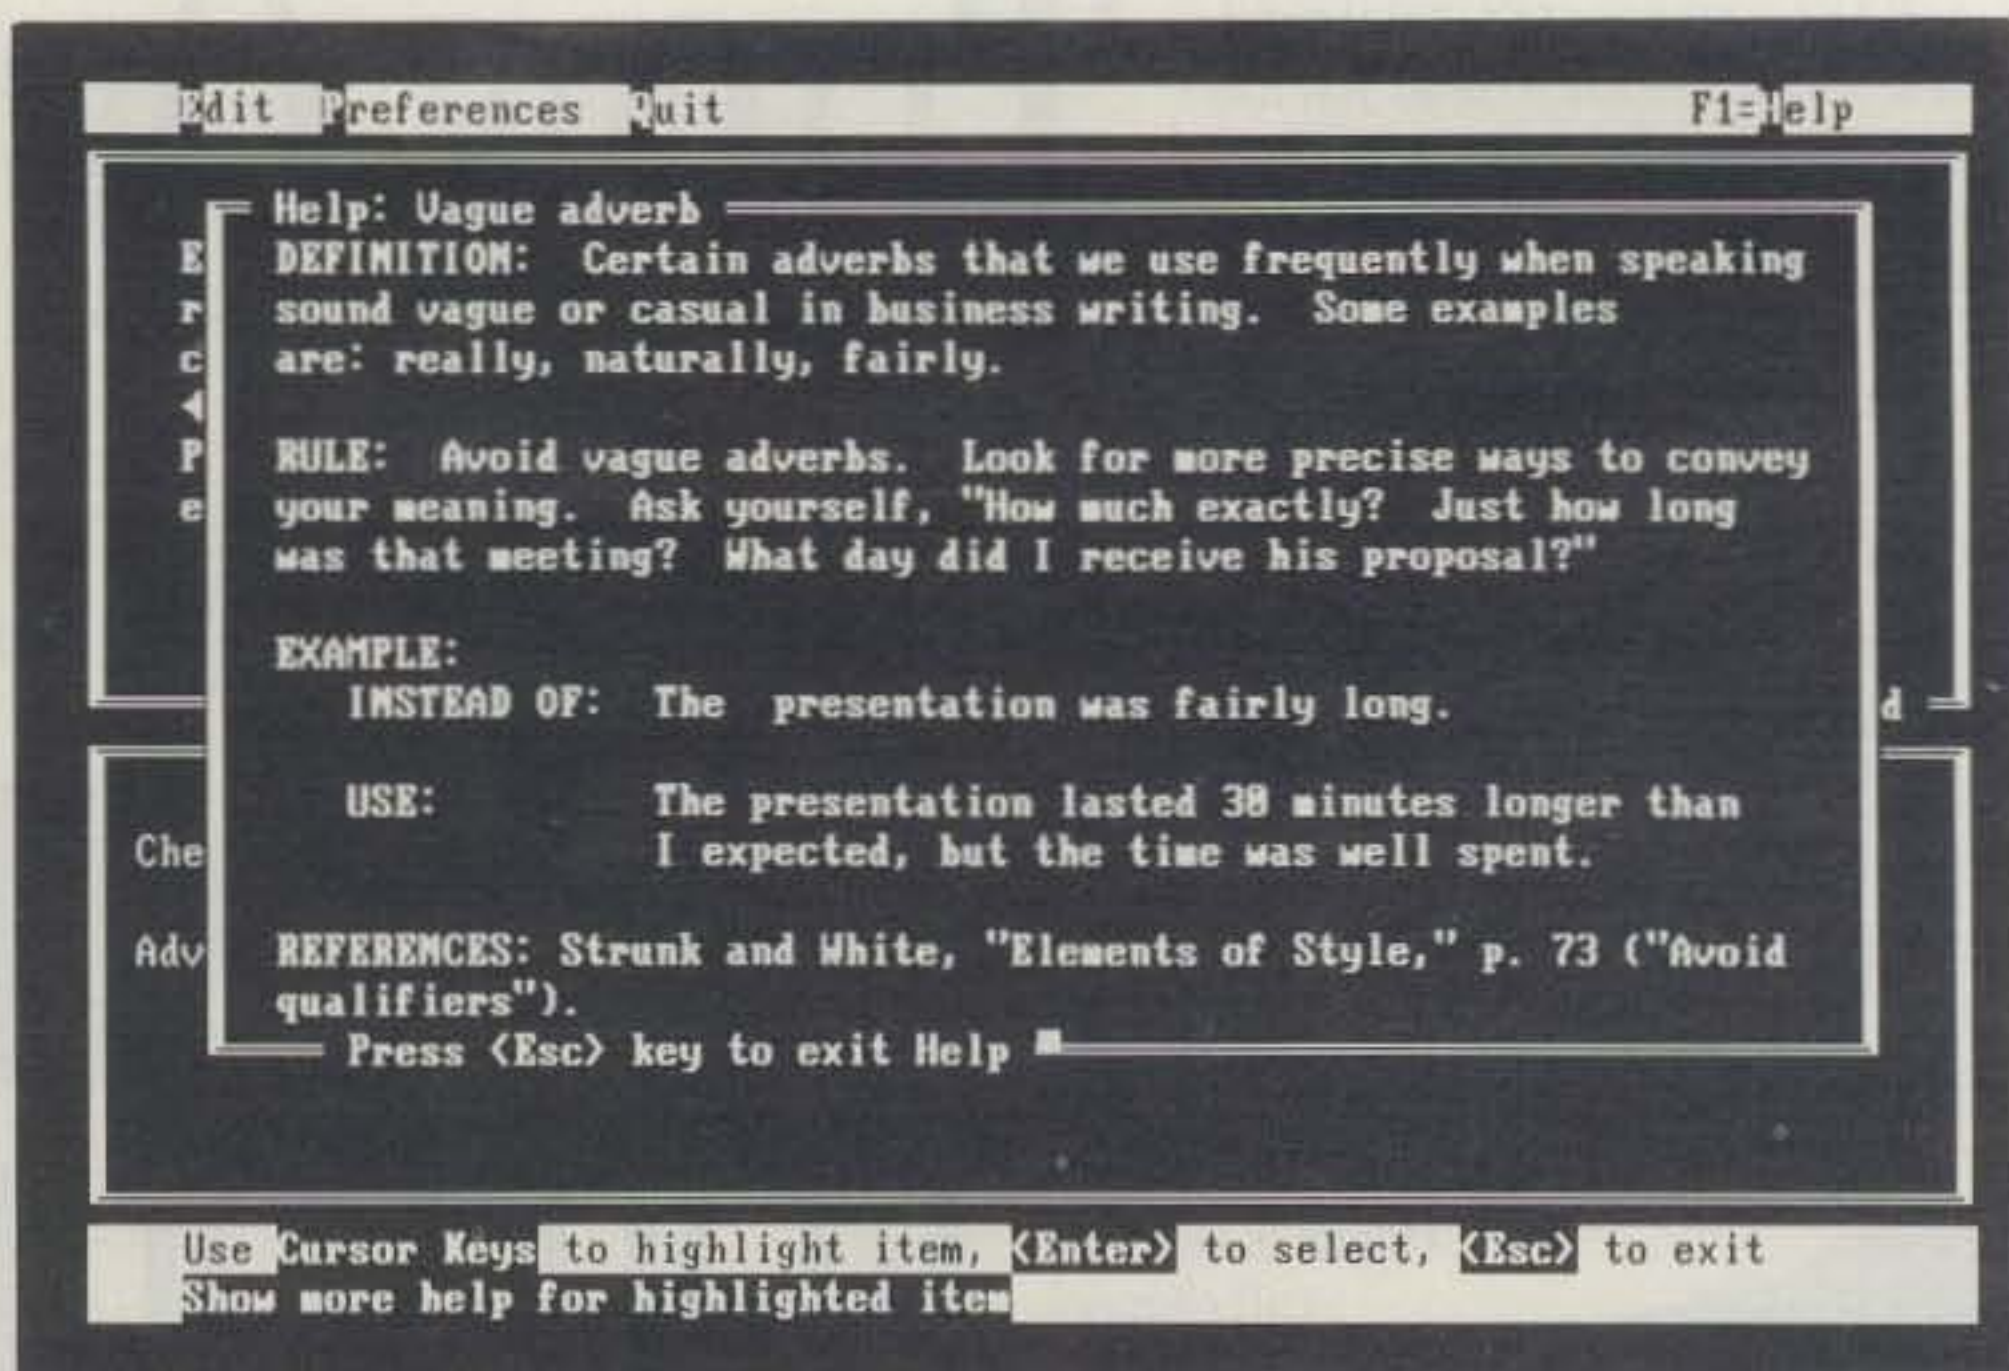 Edit  Preferences  Quit  F1=Help
Help: Vague adverb
DEFINITION:  Certain adverbs that we use frequently when speaking
sound vague or casual in business writing.  Some examples
are: really, naturally, fairly.
RULE:  Avoid vague adverbs.  Look for more precise ways to convey
your meaning.  Ask yourself, "How much exactly?  Just how long
was that meeting?  What day did I receive his proposal?"
EXAMPLE:
INSTEAD OF:  The  presentation was fairly long.
USE:  The presentation lasted 30 minutes longer than
I expected, but the time was well spent.
REFERENCES: Strunk and White, "Elements of Style," p. 73 ("Avoid
qualifiers").
Press <Esc> key to exit Help
E
r
c
P
e
d
Che
Adv
Use Cursor Keys to highlight item, <Enter> to select, <Esc> to exit
Show more help for highlighted item